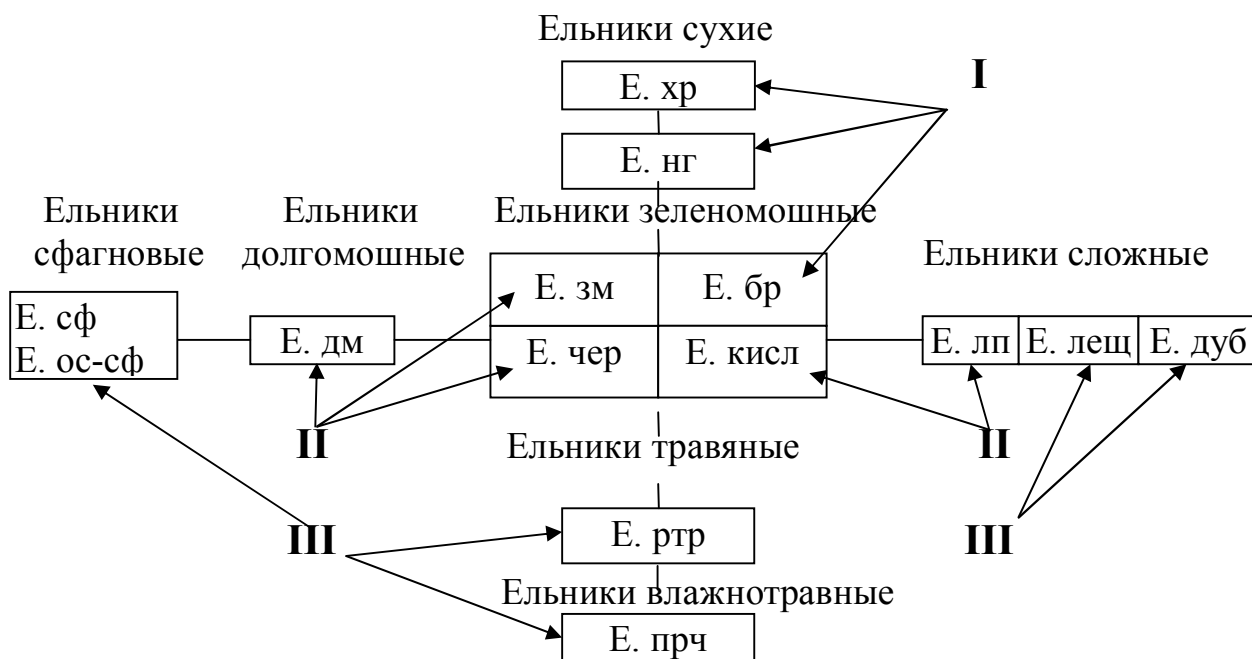 Ельники сухие
Е. хр
I
Е. нг
Ельники
сфагновые
Ельники
долгомошные
Ельники зеленомошные
Ельники сложные
Е. сф
Е. ос-сф
Е. дм
Е. зм
Е. бр
Е. чер
Е. кисл
Е. лп
Е. лещ
Е. дуб
II
Ельники травяные
II
III
Е. ртр
III
Ельники влажнотравные
Е. прч